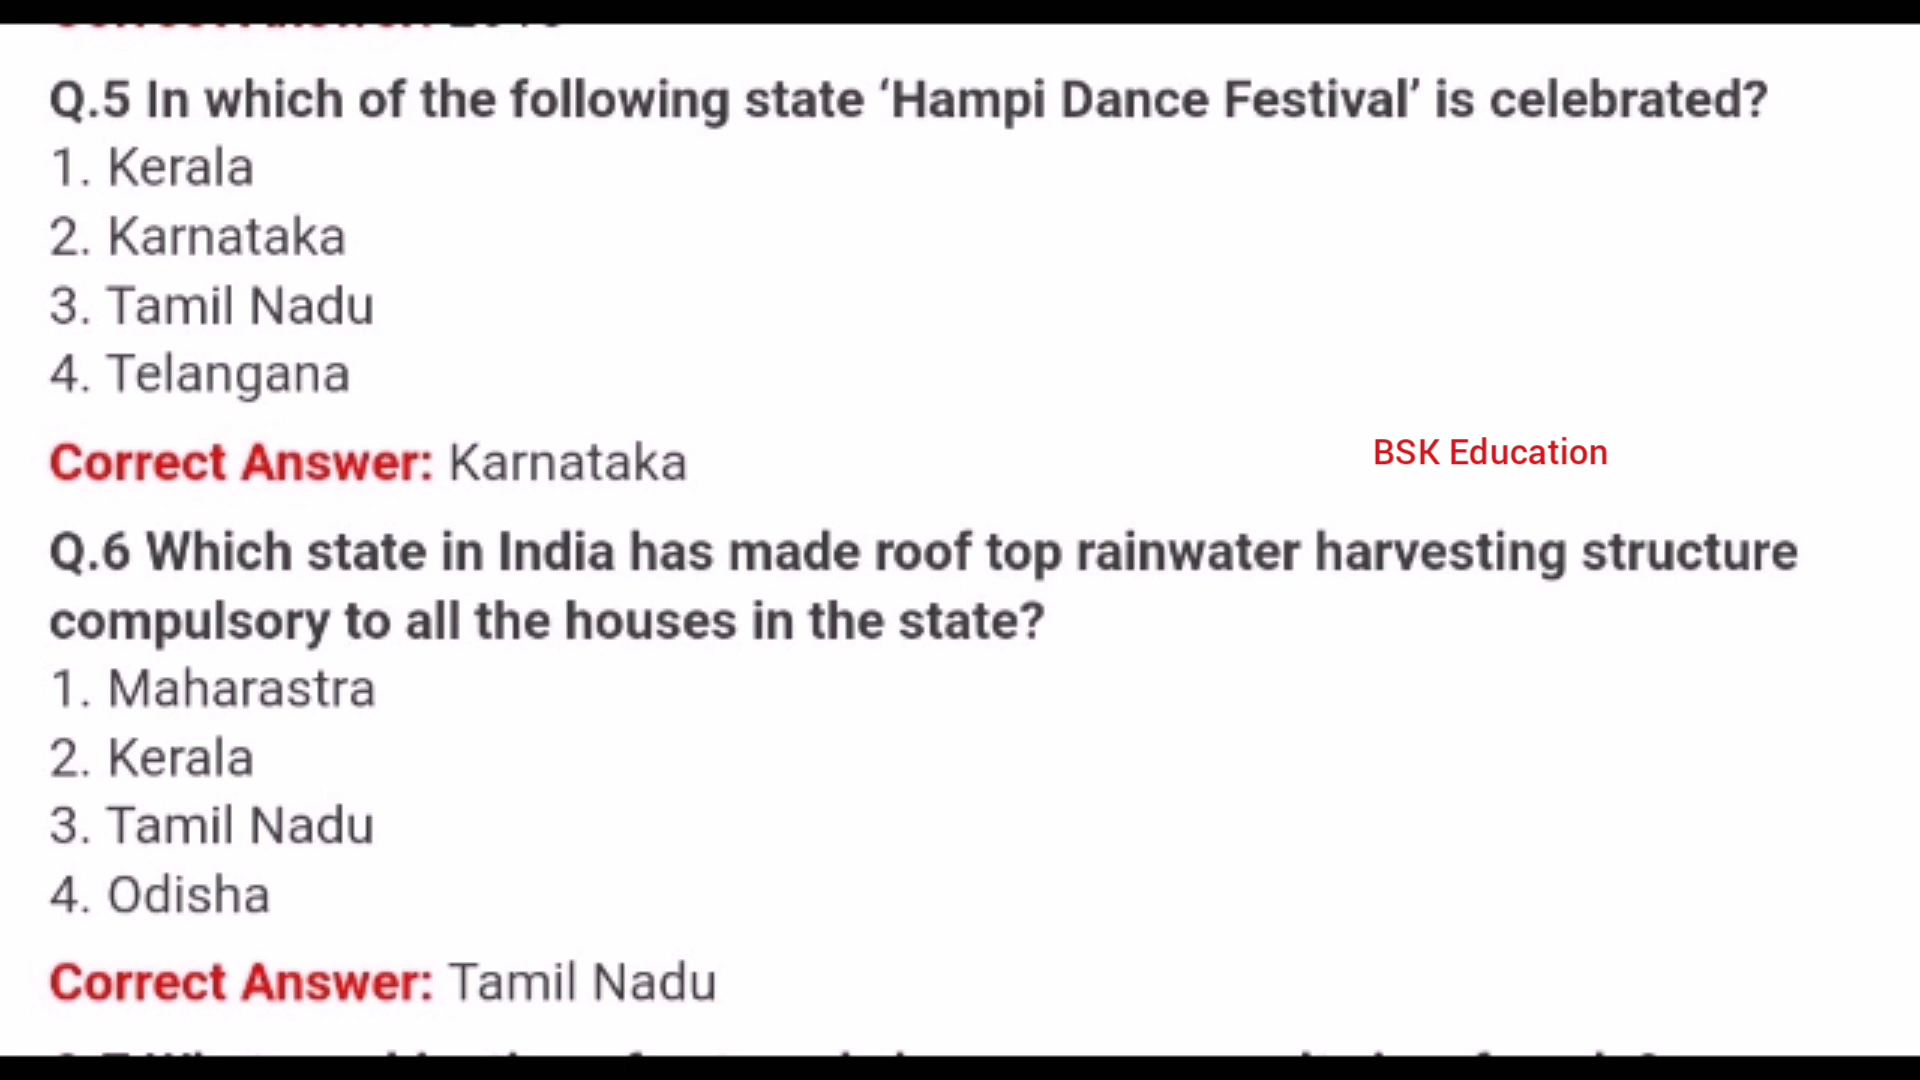 Q.5 In which of the following state ‘Hampi Dance Festival’ is celebrated?
1. Kerala
2. Karnataka
3. Tamil Nadu
4. Telangana
Correct Answer: Karnataka
BSK Education
Q.6 Which state in India has made roof top rainwater harvesting structure
compulsory to all the houses in the state?
1. Maharastra
2. Kerala
3. Tamil Nadu
4. Odisha
Correct Answer: Tamil Nadu